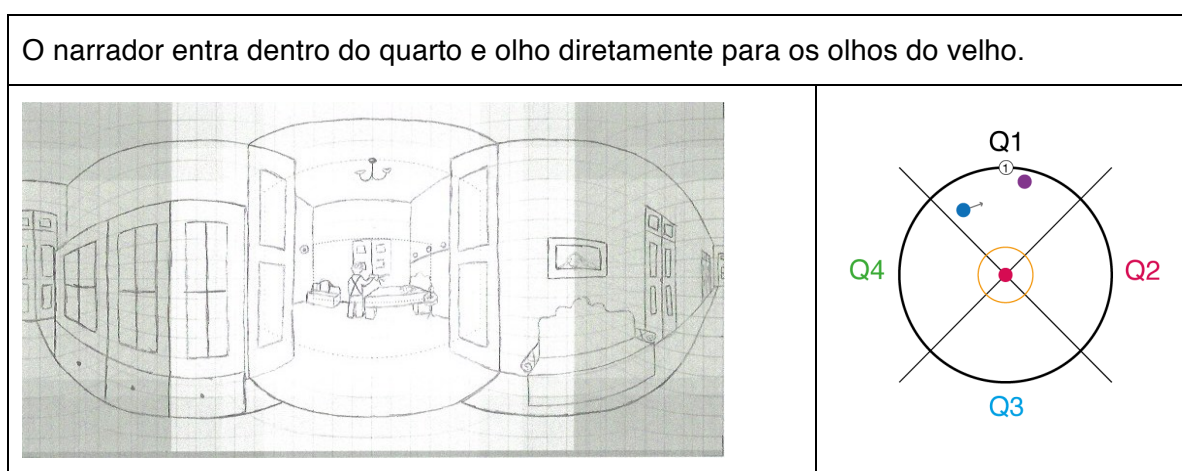 O narrador entra dentro do quarto e olho diretamente para os olhos do velho.
Q1
1
Q4
Q2
Q3